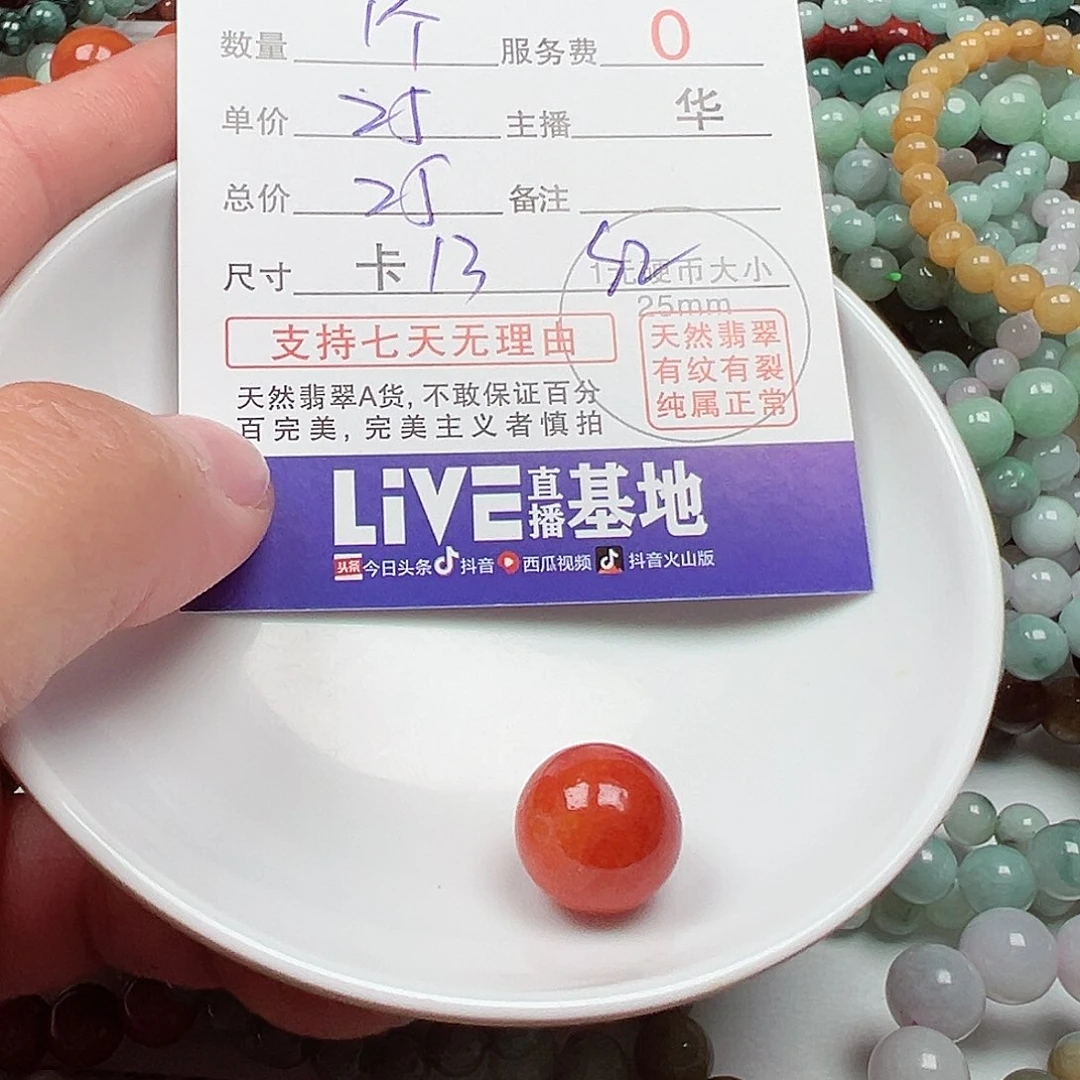 数量 1个 服务费 0
单价 25 主播 华
总价 25 备注
尺寸 卡 13 52 1元硬币大小
25mm
支持七天无理由
天然翡翠
有纹有裂
纯属正常
天然翡翠A货,不敢保证百分
百完美,完美主义者慎拍
LiVE直播基地
头条 今日头条 抖音 西瓜视频 抖音火山版